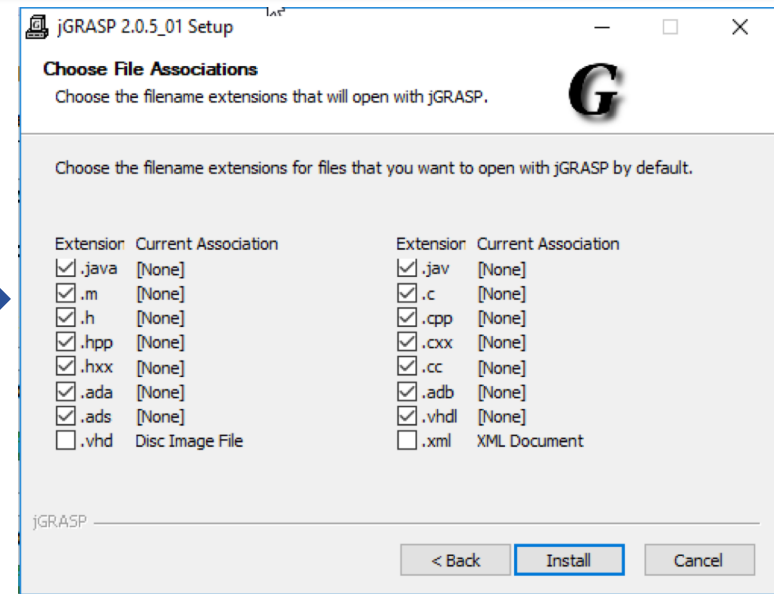 jGRASP 2.0.5_01 Setup
Choose File Associations
Choose the filename extensions that will open with jGRASP.
G
Choose the filename extensions for files that you want to open with jGRASP by default.
Extension Current Association Extension Current Association
.java [None] .jav [None]
.m [None] .c [None]
.h [None] .cpp [None]
.hpp [None] .cxx [None]
.hxx [None] .cc [None]
.ada [None] .adb [None]
.ads [None] .vhdl [None]
.vhd Disc Image File .xml XML Document
jGRASP
< Back Install Cancel